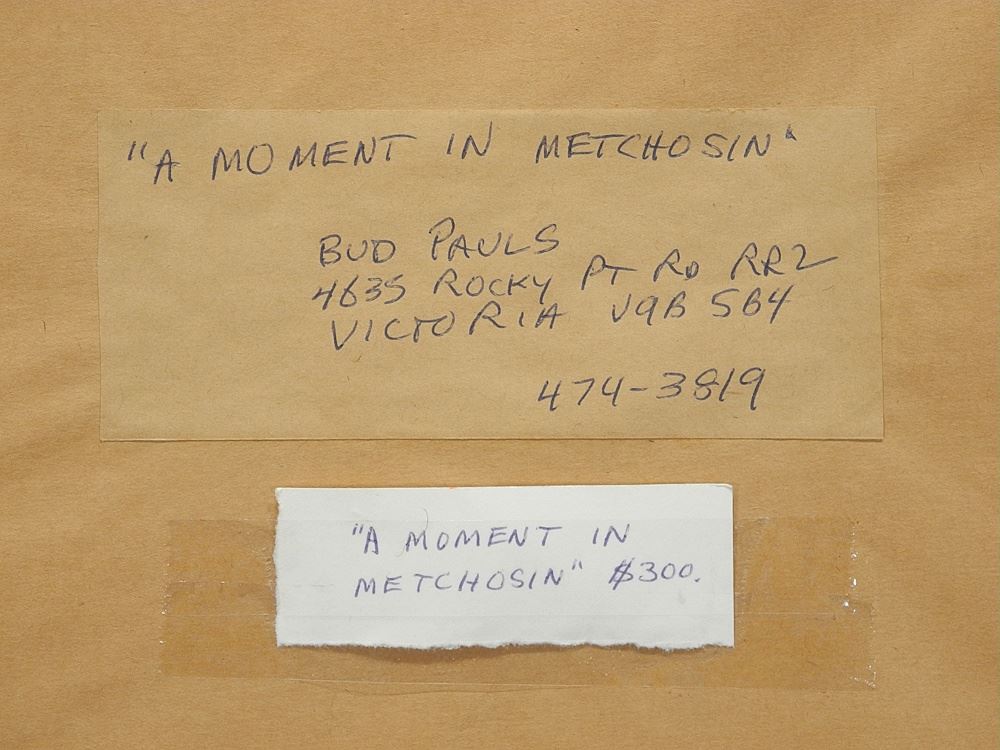 "A MOMENT IN METCHOSIN"
BUD PAULS
4635 ROCKY PT RD RR2
VICTORIA V9B 5B4
474-3819
"A MOMENT IN
METCHOSIN" $300.